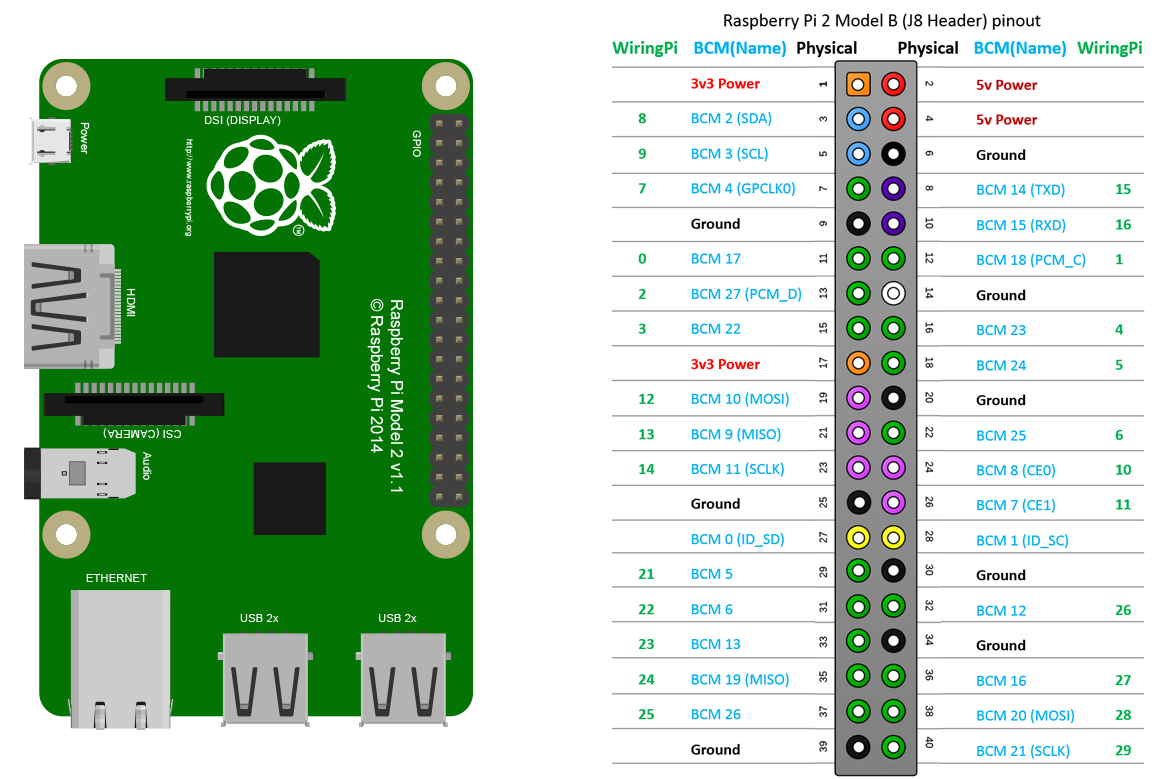 DSI (DISPLAY)
Power
http://www.raspberrypi.org
GPIO
TM
HDMI
Raspberry Pi Model 2 v1.1
© Raspberry Pi 2014
CSI (CAMERA)
Audio
ETHERNET
USB 2x
USB 2x
Raspberry Pi 2 Model B (J8 Header) pinout
WiringPi BCM(Name) Physical Physical BCM(Name) WiringPi
3v3 Power 1 2 5v Power
8 BCM 2 (SDA) 3 4 5v Power
9 BCM 3 (SCL) 5 6 Ground
7 BCM 4 (GPCLK0) 7 8 BCM 14 (TXD) 15
Ground 9 10 BCM 15 (RXD) 16
0 BCM 17 11 12 BCM 18 (PCM_C) 1
2 BCM 27 (PCM_D) 13 14 Ground
3 BCM 22 15 16 BCM 23 4
3v3 Power 17 18 BCM 24 5
12 BCM 10 (MOSI) 19 20 Ground
13 BCM 9 (MISO) 21 22 BCM 25 6
14 BCM 11 (SCLK) 23 24 BCM 8 (CE0) 10
Ground 25 26 BCM 7 (CE1) 11
BCM 0 (ID_SD) 27 28 BCM 1 (ID_SC)
21 BCM 5 29 30 Ground
22 BCM 6 31 32 BCM 12 26
23 BCM 13 33 34 Ground
24 BCM 19 (MISO) 35 36 BCM 16 27
25 BCM 26 37 38 BCM 20 (MOSI) 28
Ground 39 40 BCM 21 (SCLK) 29